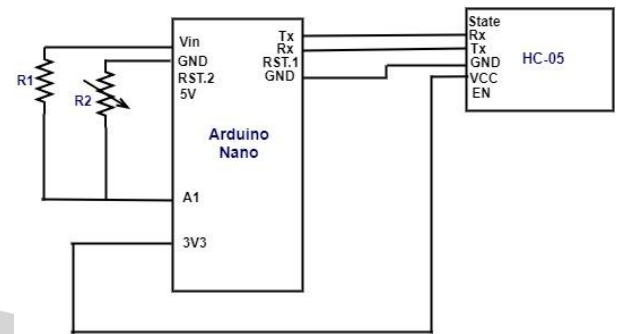 Vin
GND
RST.2
5V
Tx
Rx
RST.1
GND
Arduino
Nano
A1
3V3
R1
R2
State
Rx
Tx
GND
VCC
EN
HC-05